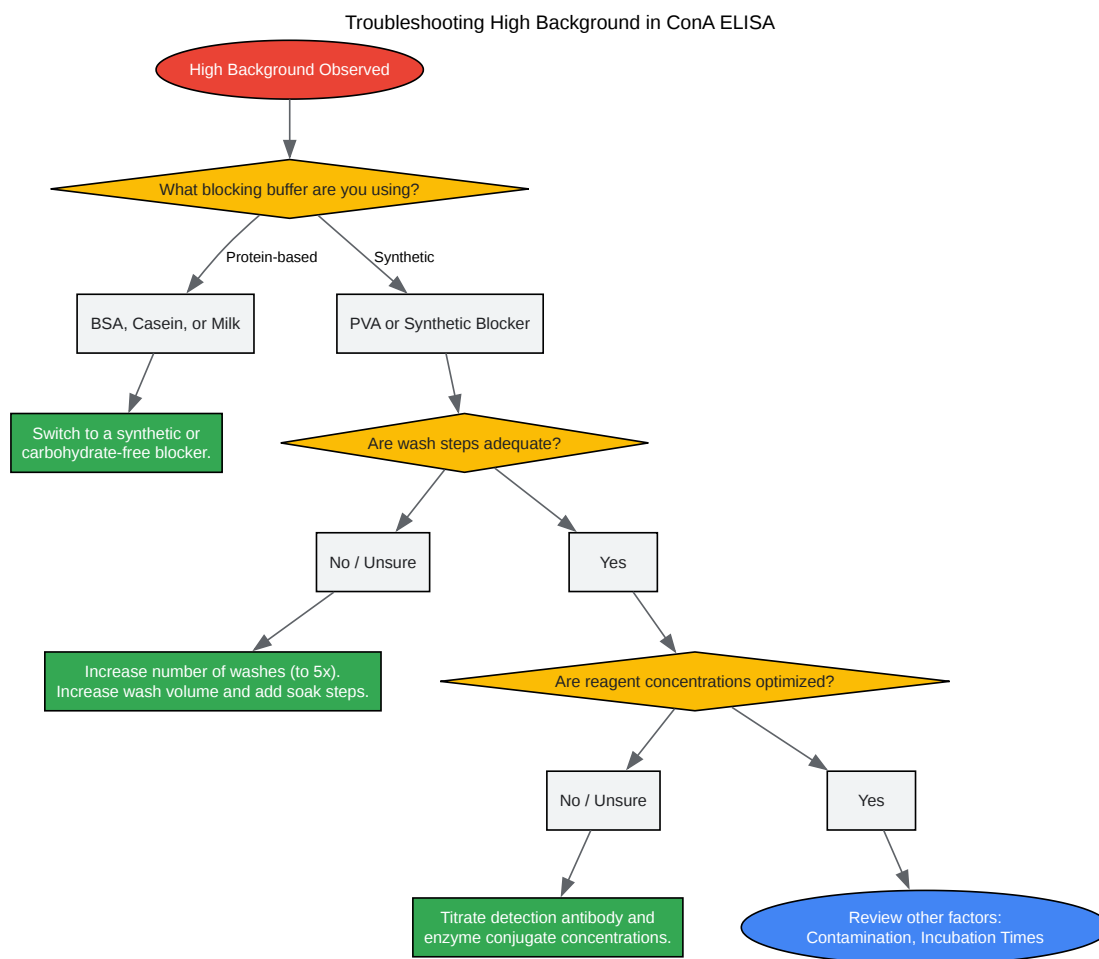 Troubleshooting High Background in ConA ELISA
High Background Observed
What blocking buffer are you using?
Protein-based
Synthetic
BSA, Casein, or Milk
PVA or Synthetic Blocker
Switch to a synthetic or
carbohydrate-free blocker.
Are wash steps adequate?
No / Unsure
Yes
Increase number of washes (to 5x).
Increase wash volume and add soak steps.
Are reagent concentrations optimized?
No / Unsure
Yes
Titrate detection antibody and
enzyme conjugate concentrations.
Review other factors:
Contamination, Incubation Times